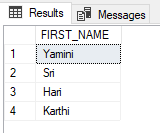 Results Messages
FIRST_NAME
1 Yamini
2 Sri
3 Hari
4 Karthi